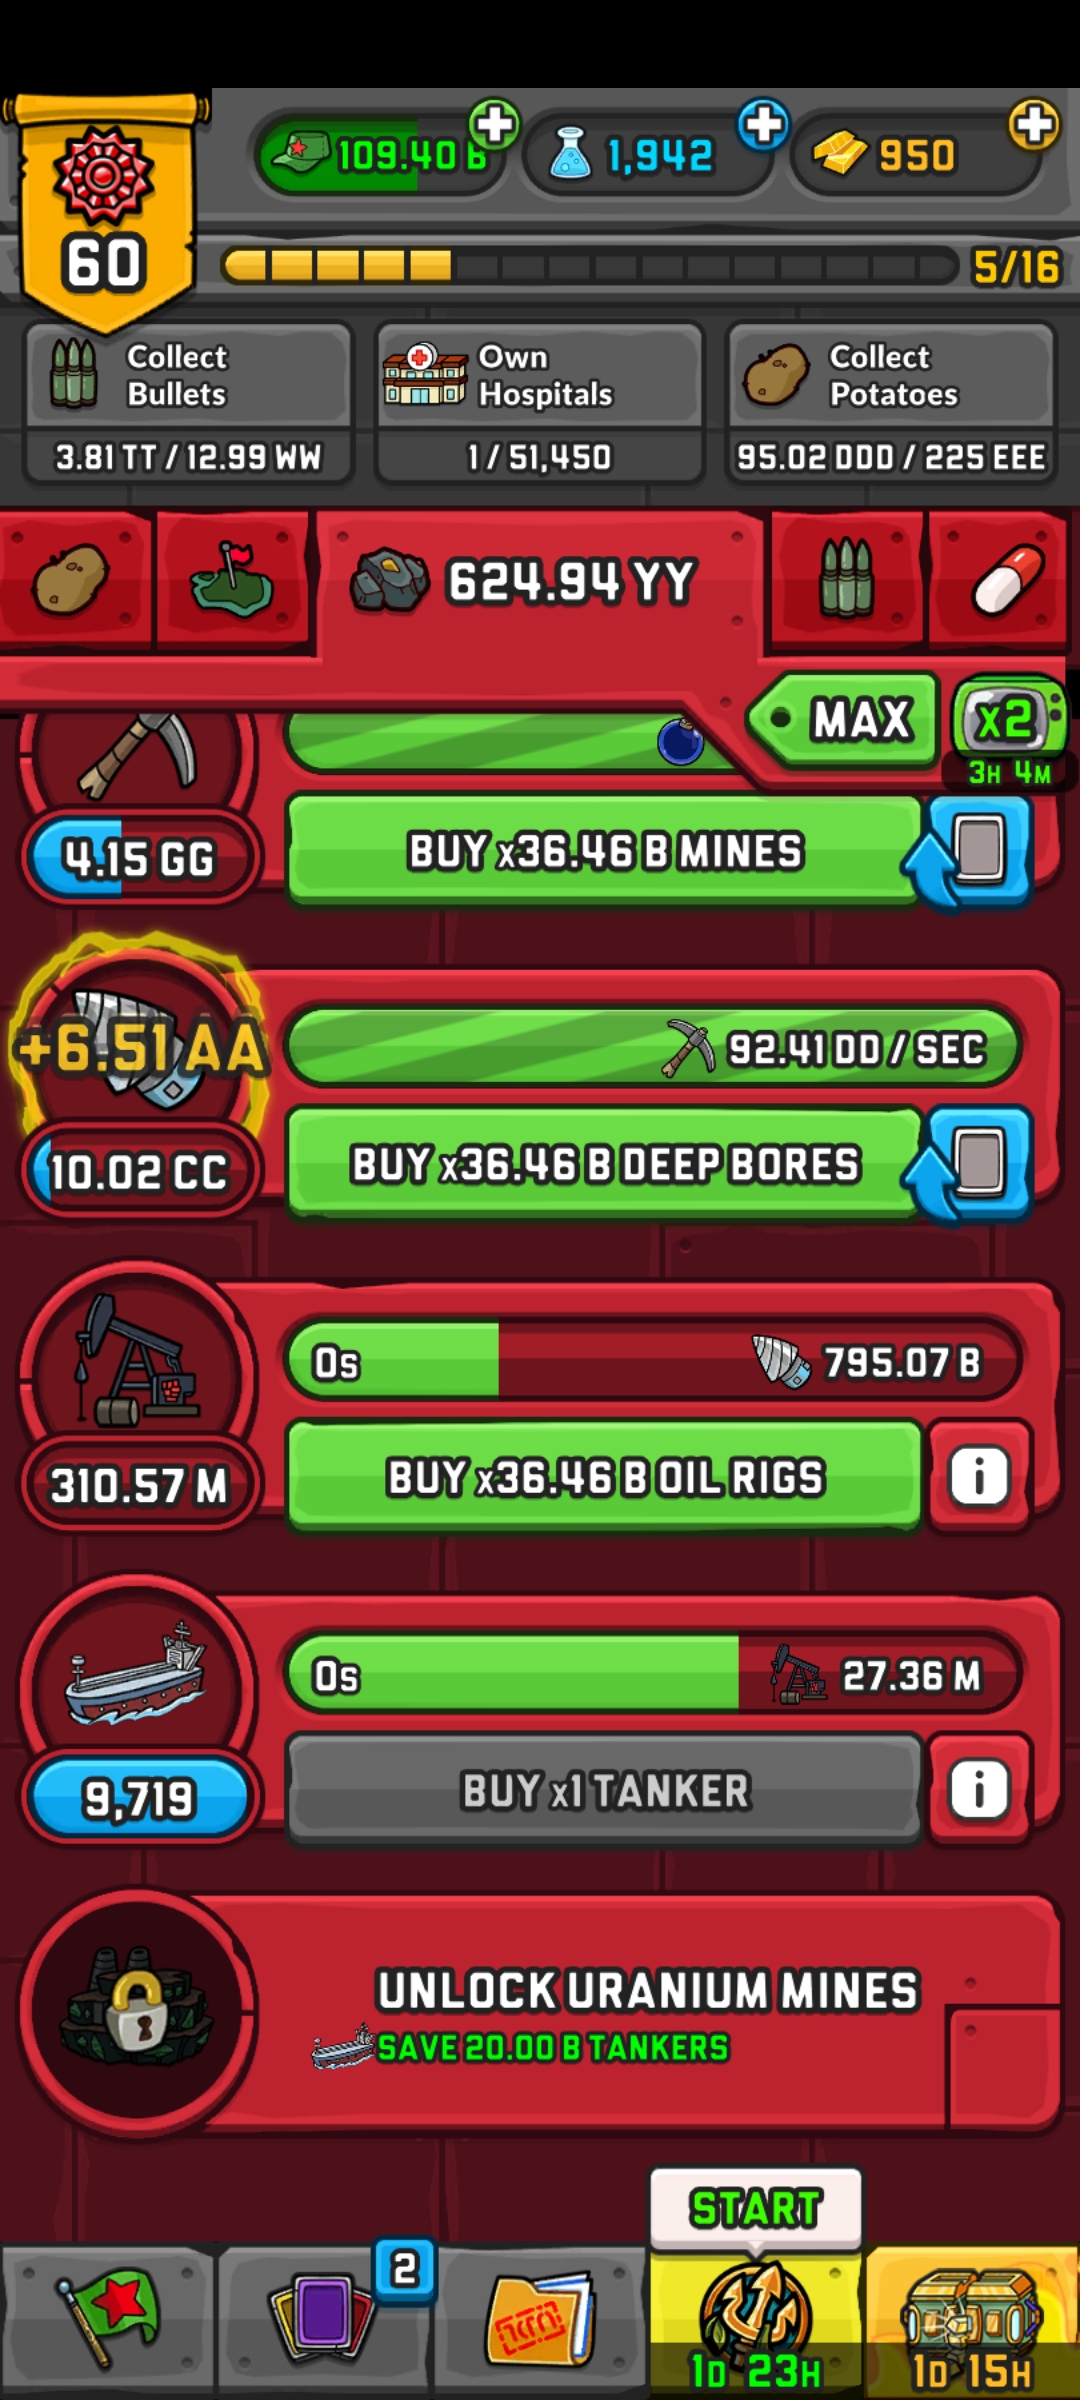 109.40 B
1,942
950
60
5/16
Collect
Bullets
Own
Hospitals
Collect
Potatoes
3.81 TT / 12.99 WW
1 / 51,450
95.02 DDD / 225 EEE
624.94 YY
MAX
x2
3H 4M
4.15 GG
BUY x36.46 B MINES
+6.51 AA
92.41 DD / SEC
10.02 CC
BUY x36.46 B DEEP BORES
0s
795.07 B
310.57 M
BUY x36.46 B OIL RIGS
i
0s
27.36 M
9,719
BUY x1 TANKER
i
UNLOCK URANIUM MINES
SAVE 20.00 B TANKERS
START
2
1D 23H
1D 15H